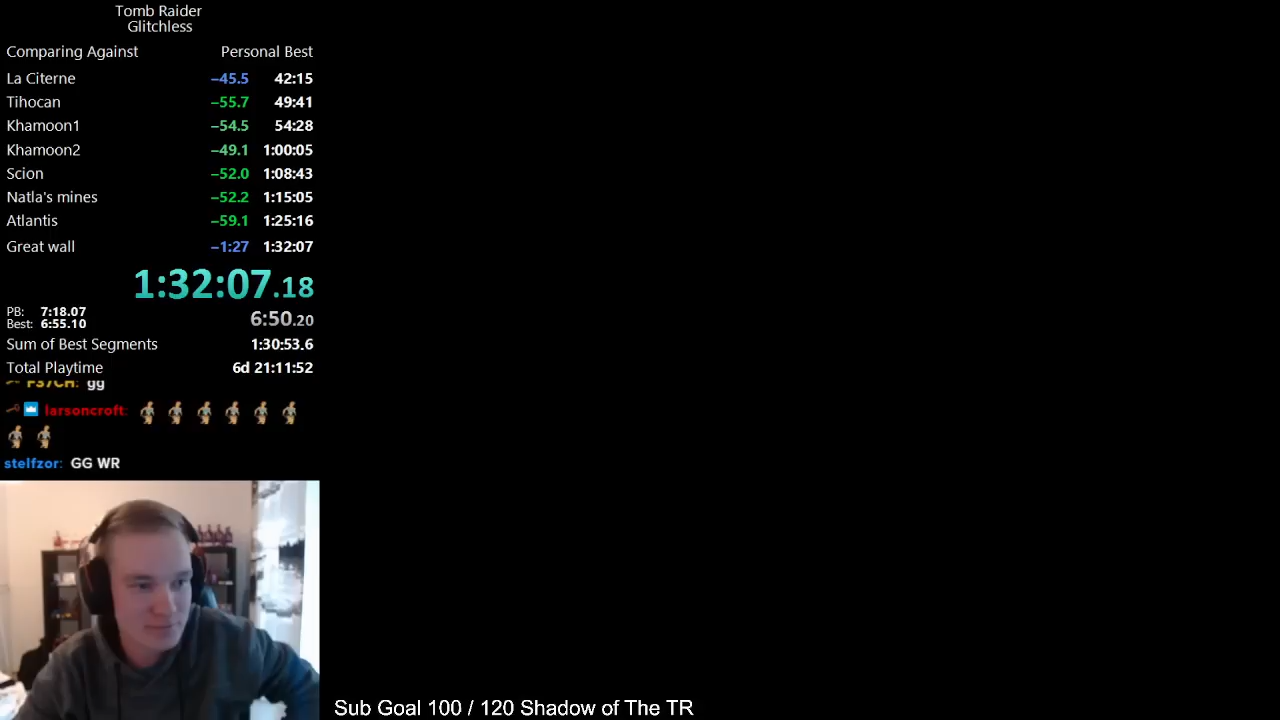 Tomb Raider
Glitchless
Comparing Against Personal Best
La Citerne −45.5 42:15
Tihocan −55.7 49:41
Khamoon1 −54.5 54:28
Khamoon2 −49.1 1:00:05
Scion −52.0 1:08:43
Natla's mines −52.2 1:15:05
Atlantis −59.1 1:25:16
Great wall −1:27 1:32:07
1:32:07.18
PB: 7:18.07
Best: 6:55.10
6:50.20
Sum of Best Segments 1:30:53.6
Total Playtime 6d 21:11:52
F37CH: gg
larsoncroft:
stelfzor: GG WR
Sub Goal 100 / 120 Shadow of The TR